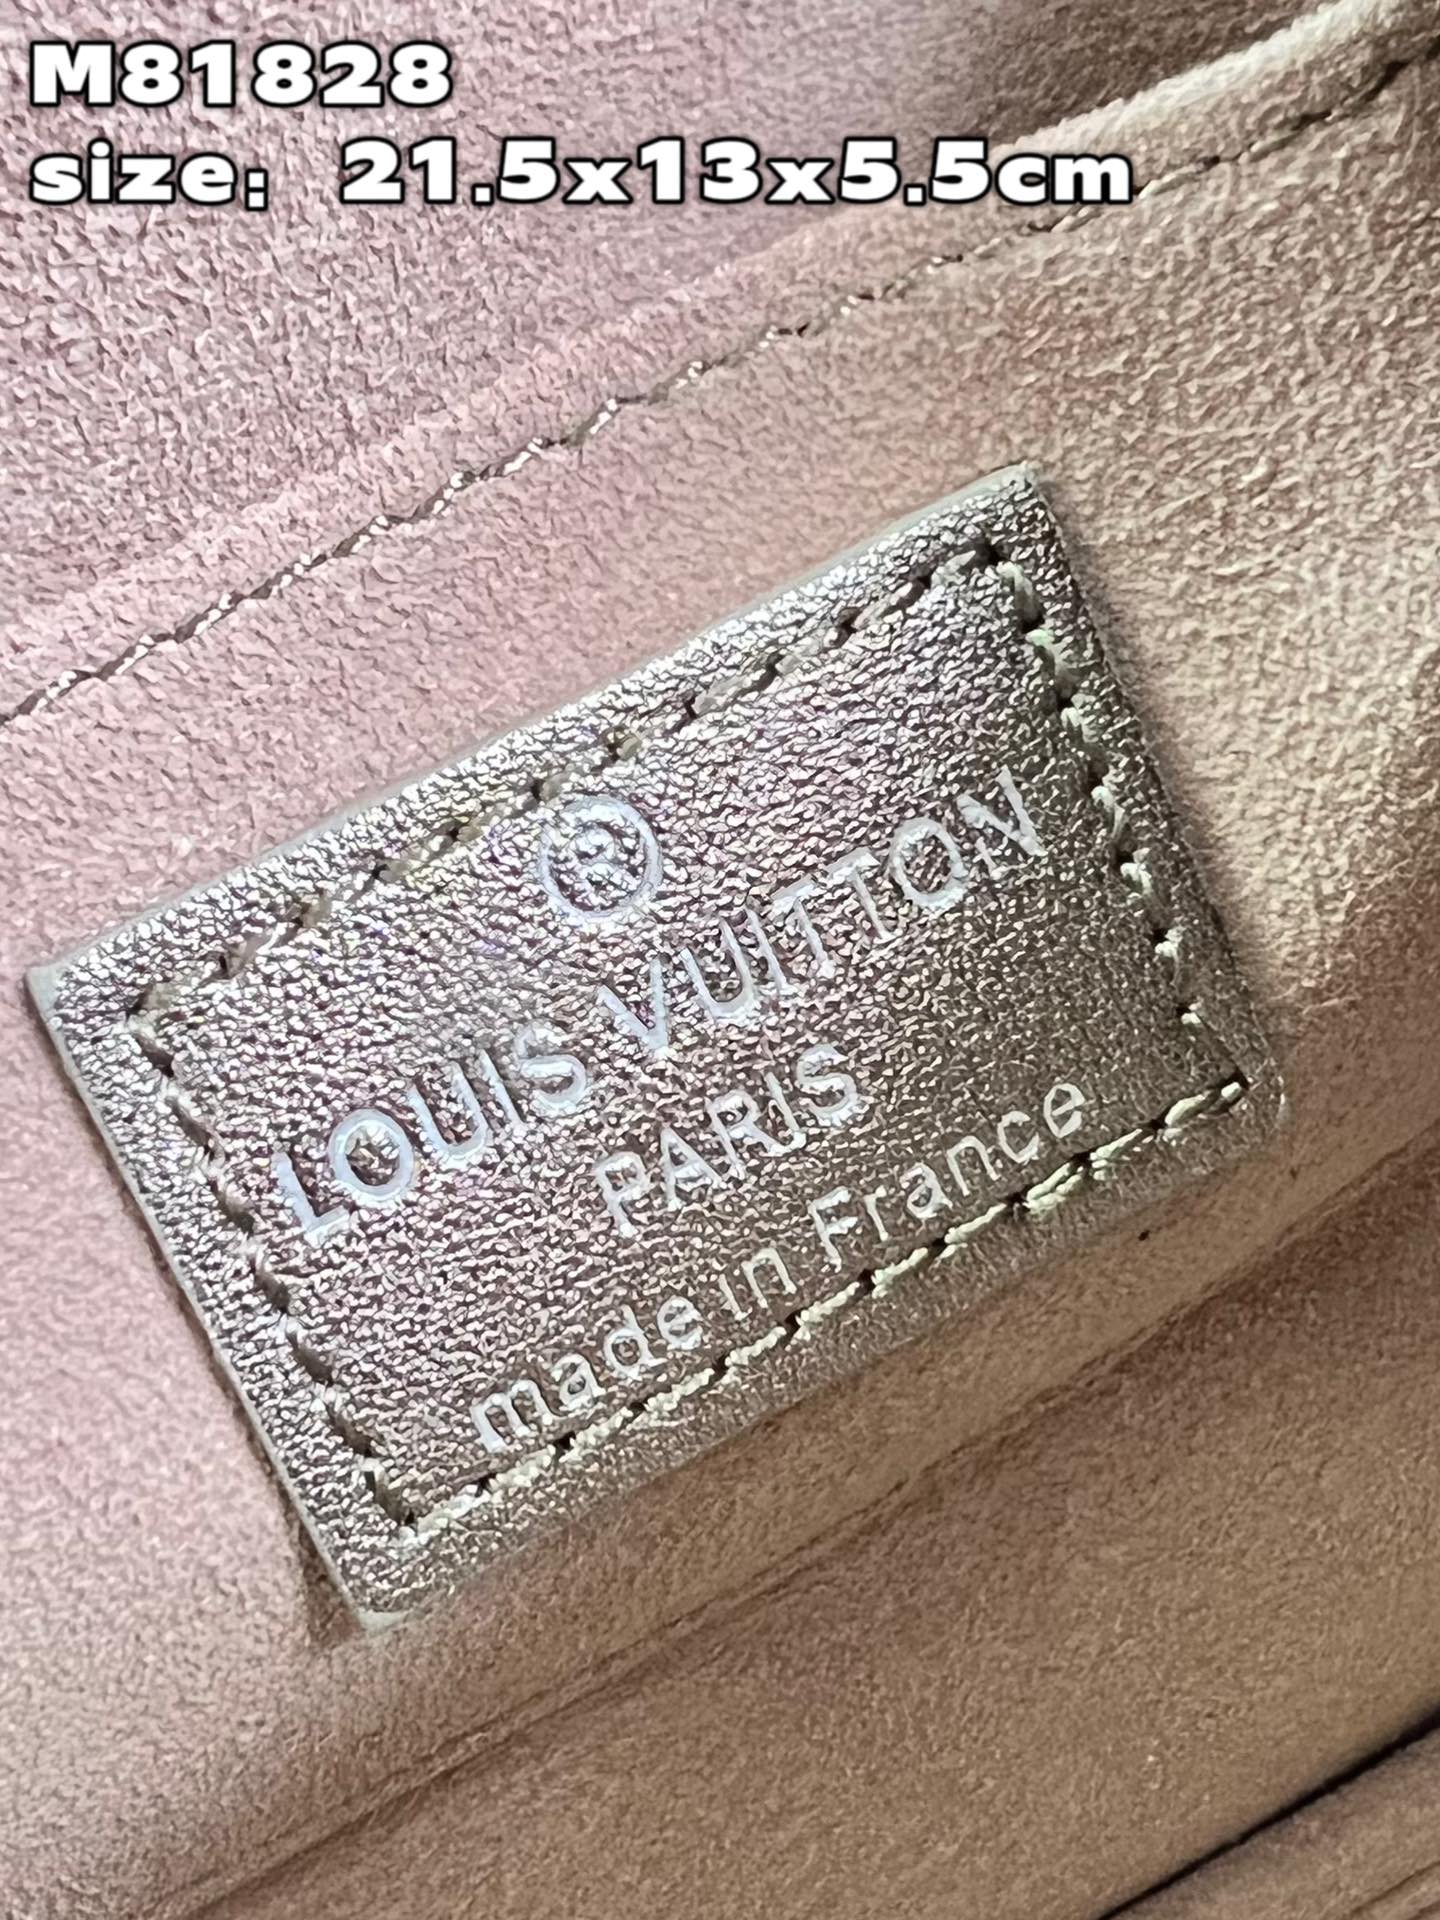 M81828
size：21.5x13x5.5cm
®
LOUIS VUITTON
PARIS
made in France